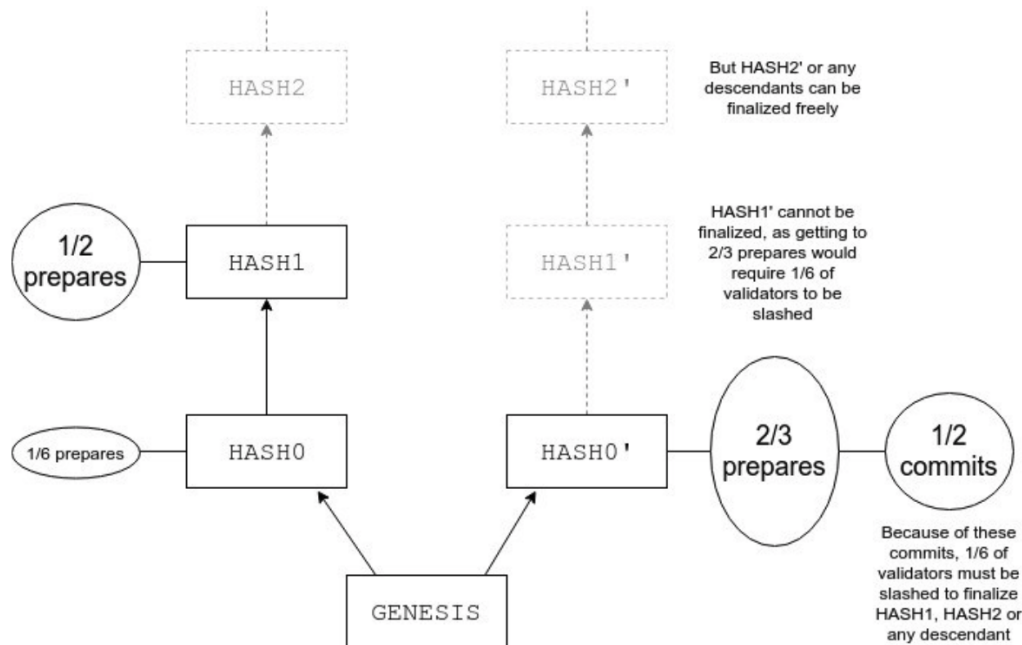 HASH2
HASH2'
But HASH2' or any
descendants can be
finalized freely
1/2
prepares
HASH1
HASH1'
HASH1' cannot be
finalized, as getting to
2/3 prepares would
require 1/6 of
validators to be
slashed
1/6 prepares
HASH0
HASH0'
2/3
prepares
1/2
commits
Because of these
commits, 1/6 of
validators must be
slashed to finalize
HASH1, HASH2 or
any descendant
GENESIS